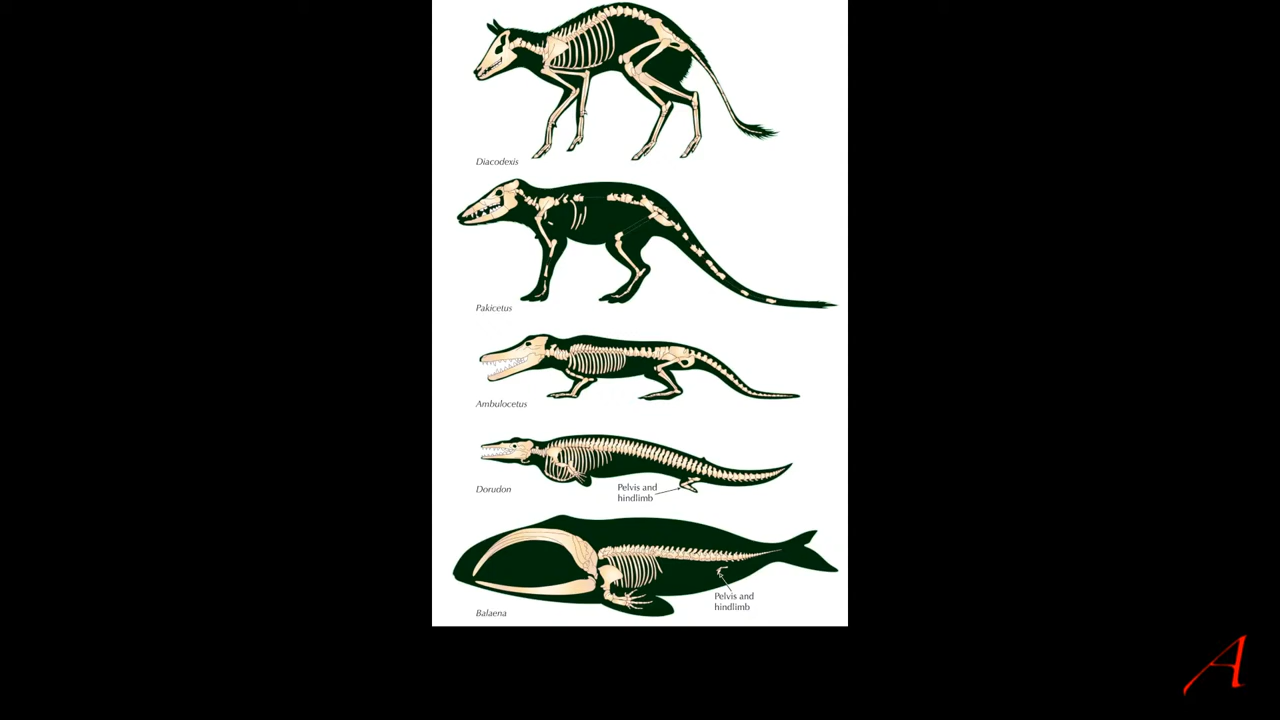 Diacodexis
Pakicetus
Ambulocetus
Dorudon
Pelvis and
hindlimb
Pelvis and
hindlimb
Balaena
A